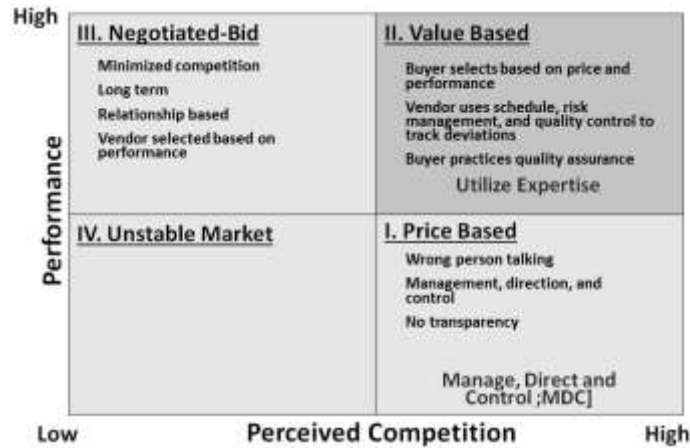 High
III. Negotiated-Bid
Minimized competition
Long term
Relationship based
Vendor selected based on
performance
II. Value Based
Buyer selects based on price and
performance
Vendor uses schedule, risk
management, and quality control to
track deviations
Buyer practices quality assurance
Utilize Expertise
Performance
IV. Unstable Market
I. Price Based
Wrong person talking
Management, direction, and
control
No transparency
Manage, Direct and
Control ;MDC]
Low
Perceived Competition
High